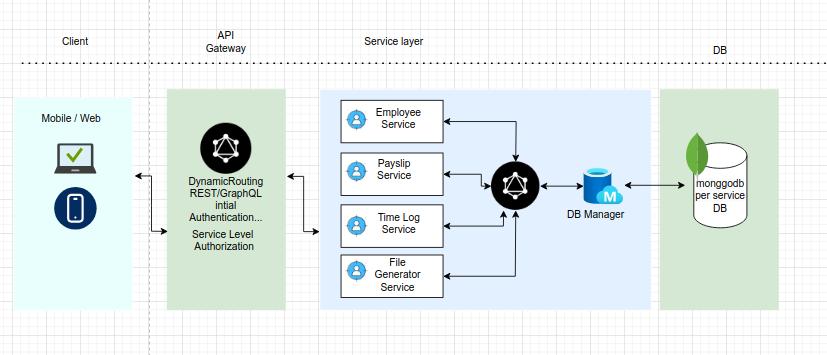 Client
API
Gateway
Service layer
DB
Mobile / Web
DynamicRouting
REST/GraphQL
intial
Authentication...
Service Level
Authorization
Employee
Service
Payslip
Service
Time Log
Service
File
Generator
Service
M
DB Manager
monggodb
per service
DB